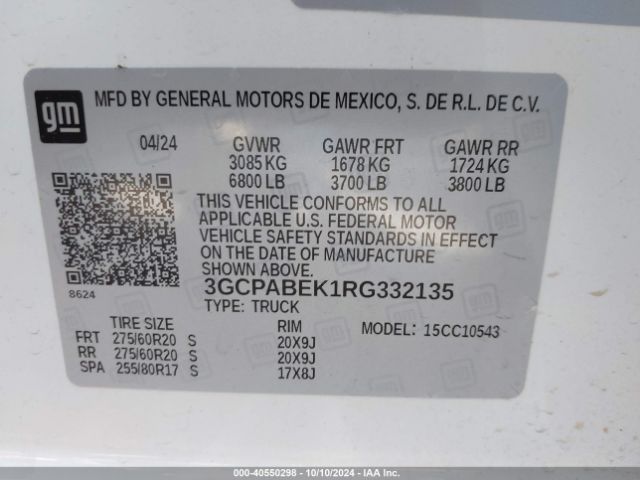 gm MFD BY GENERAL MOTORS DE MEXICO, S. DE R.L. DE C.V.
04/24 GVWR GAWR FRT GAWR RR
3085 KG 1678 KG 1724 KG
6800 LB 3700 LB 3800 LB
THIS VEHICLE CONFORMS TO ALL
APPLICABLE U.S. FEDERAL MOTOR
VEHICLE SAFETY STANDARDS IN EFFECT
ON THE DATE OF MANUFACTURE
SHOWN ABOVE.
3GCPABEK1RG332135
8624
TYPE: TRUCK
TIRE SIZE RIM MODEL: 15CC10543
FRT 275/60R20 S 20X9J
RR 275/60R20 S 20X9J
SPA 255/80R17 S 17X8J
000-40550298 - 10/10/2024 - IAA Inc.